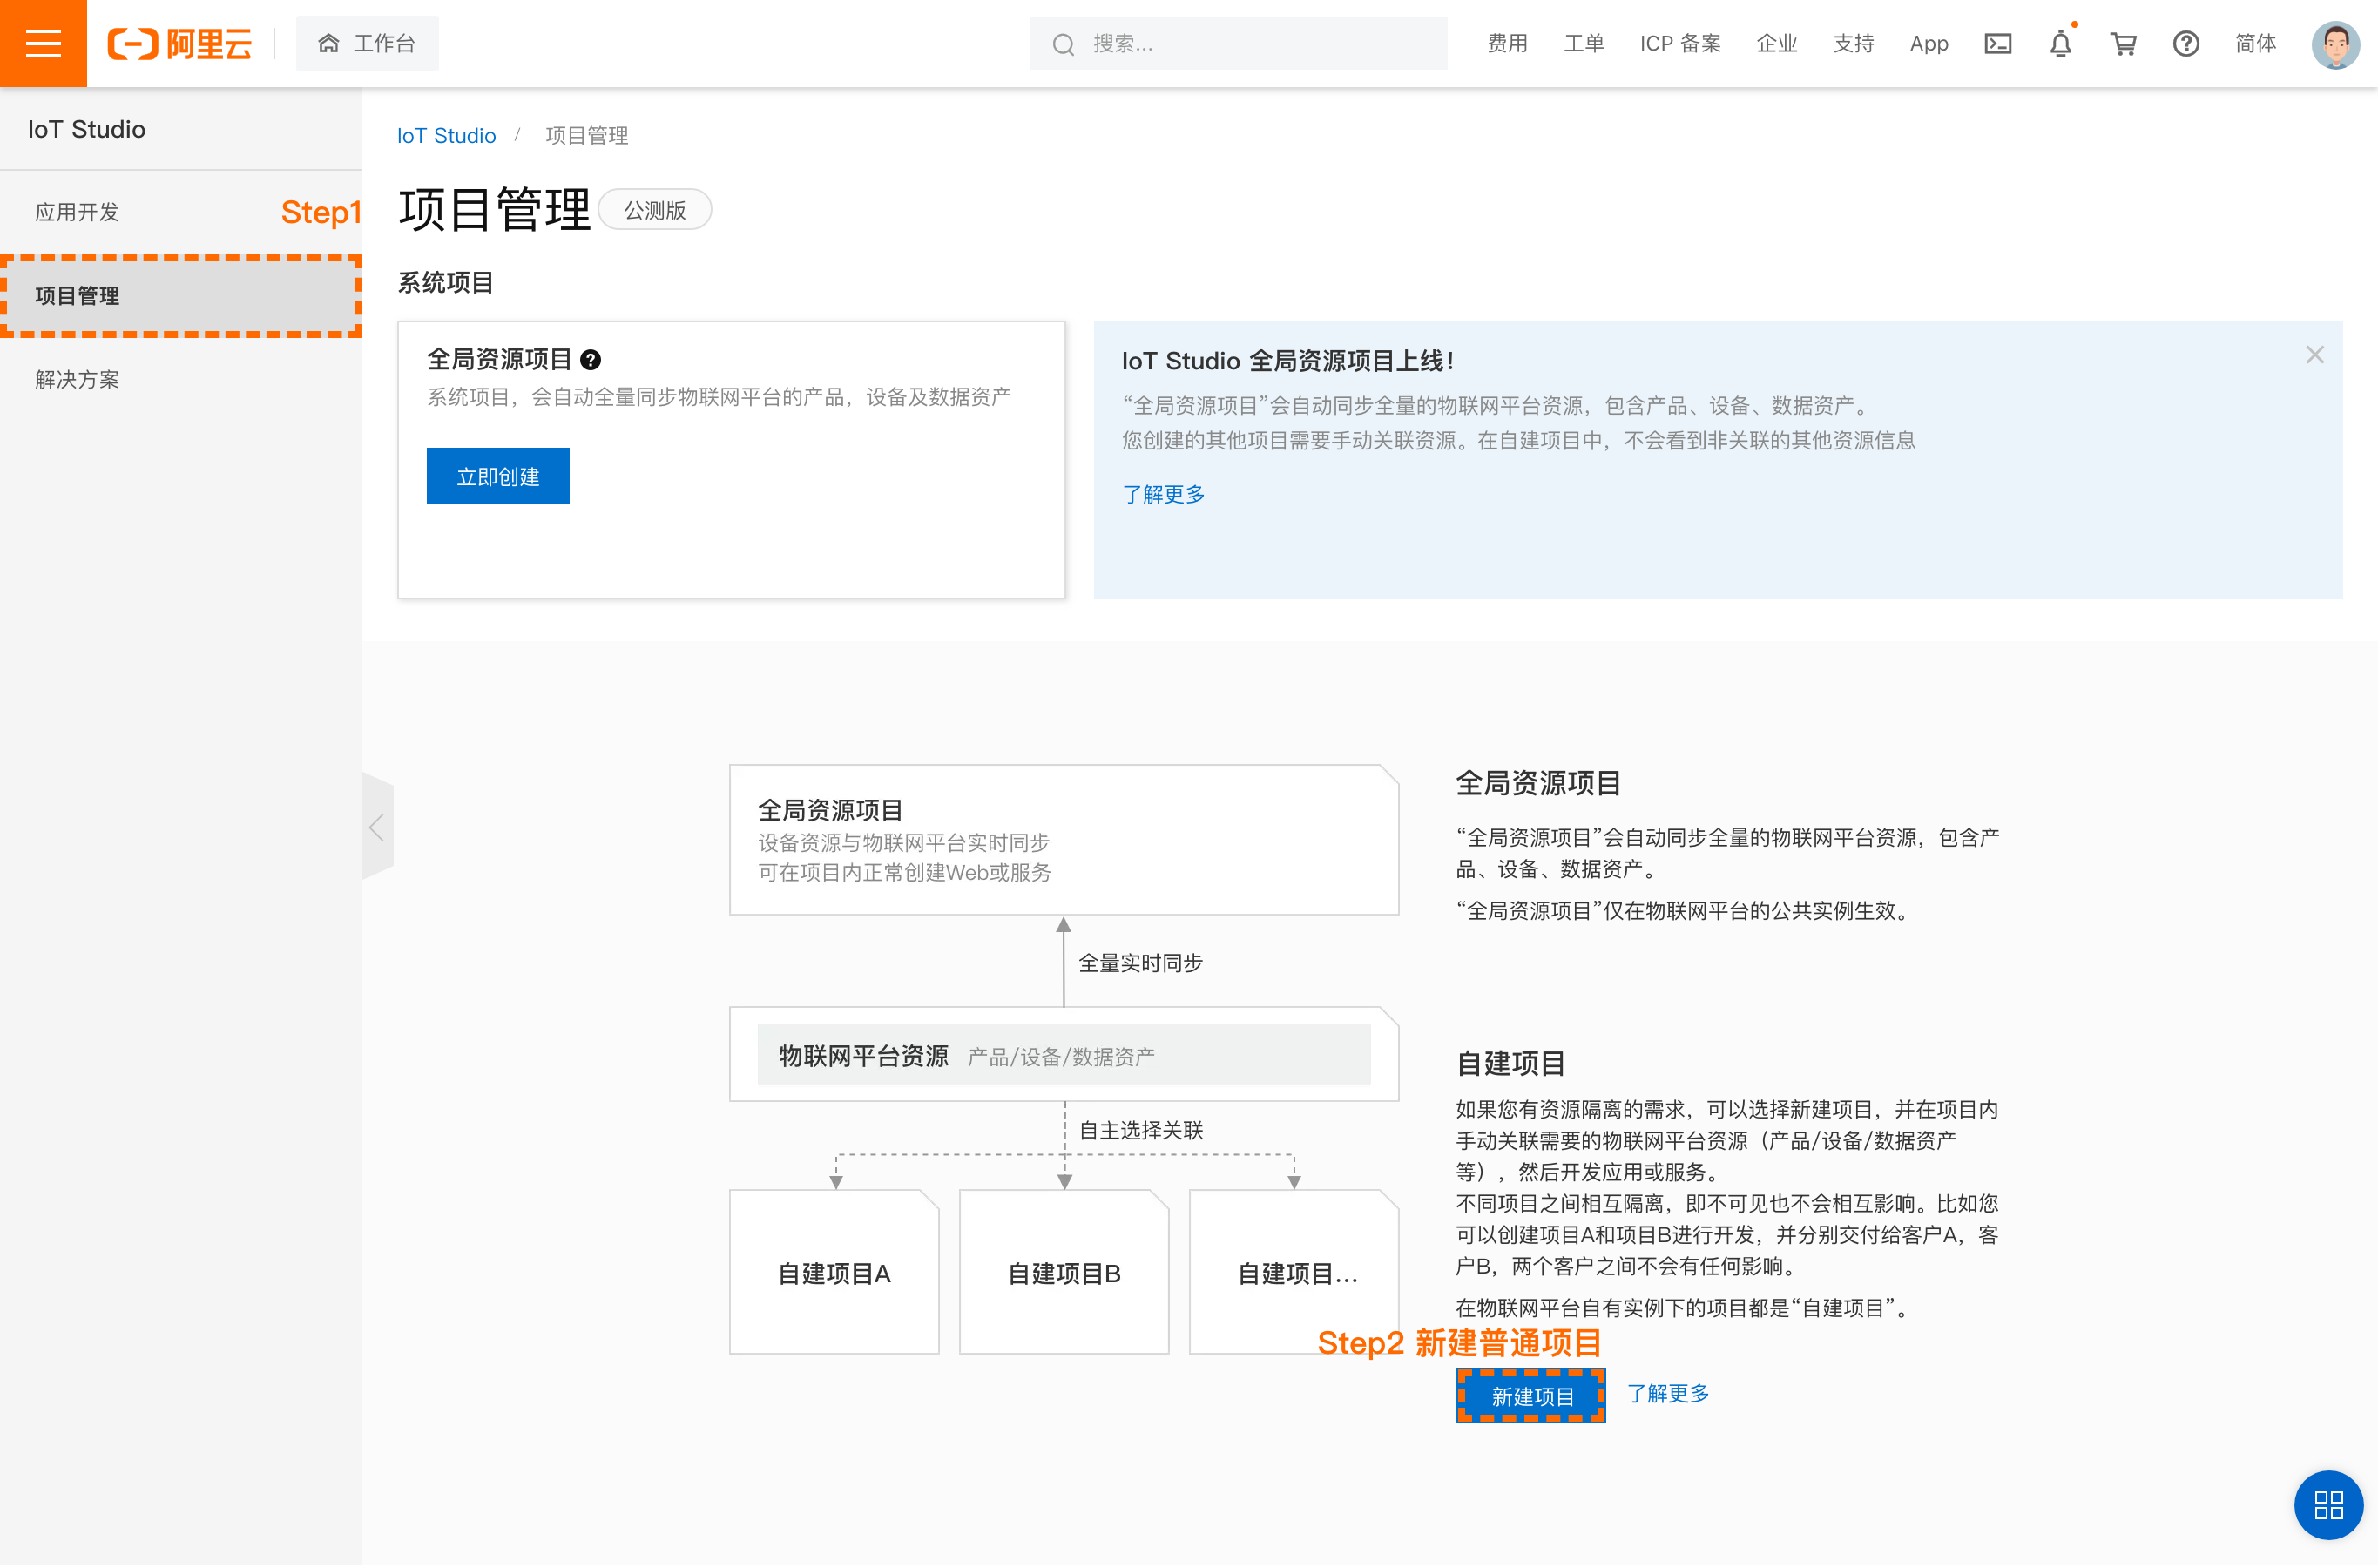 阿里云
工作台
搜索...
费用
工单
ICP 备案
企业
支持
App
简体
IoT Studio
应用开发
Step1
项目管理
解决方案
IoT Studio / 项目管理
项目管理 公测版
系统项目
全局资源项目
系统项目，会自动全量同步物联网平台的产品，设备及数据资产
立即创建
IoT Studio 全局资源项目上线！
“全局资源项目”会自动同步全量的物联网平台资源，包含产品、设备、数据资产。
您创建的其他项目需要手动关联资源。在自建项目中，不会看到非关联的其他资源信息
了解更多
全局资源项目
设备资源与物联网平台实时同步
可在项目内正常创建Web或服务
全量实时同步
物联网平台资源 产品/设备/数据资产
自主选择关联
自建项目A
自建项目B
自建项目...
全局资源项目
“全局资源项目”会自动同步全量的物联网平台资源，包含产
品、设备、数据资产。
“全局资源项目”仅在物联网平台的公共实例生效。
自建项目
如果您有资源隔离的需求，可以选择新建项目，并在项目内
手动关联需要的物联网平台资源（产品/设备/数据资产
等），然后开发应用或服务。
不同项目之间相互隔离，即不可见也不会相互影响。比如您
可以创建项目A和项目B进行开发，并分别交付给客户A，客
户B，两个客户之间不会有任何影响。
在物联网平台自有实例下的项目都是“自建项目”。
Step2 新建普通项目
新建项目
了解更多